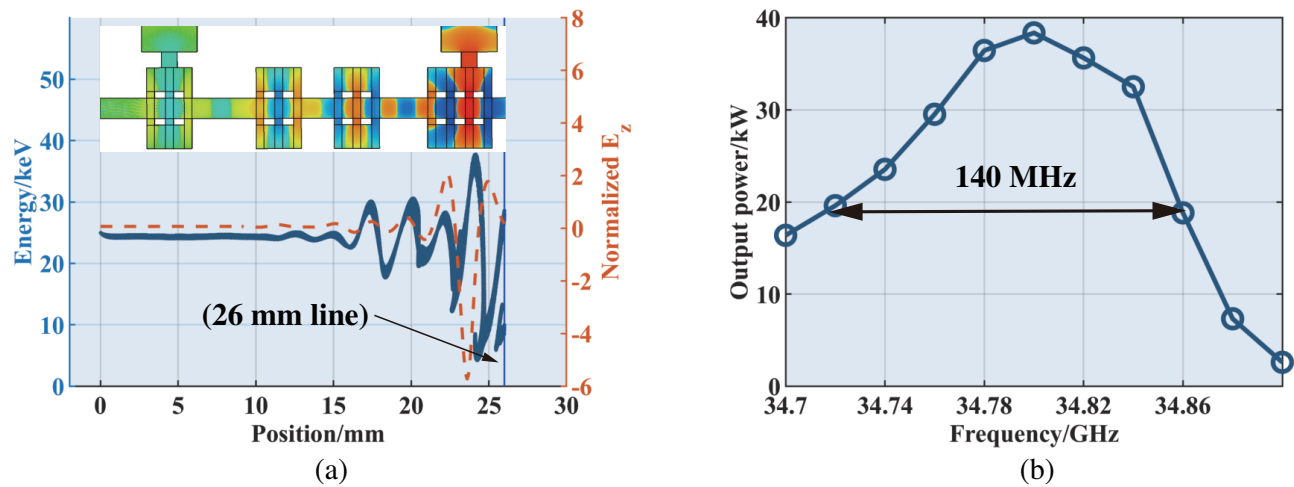 50
40
30
20
10
0
Energy/keV
8
6
4
2
0
-2
-4
-6
Normalized E_z
(26 mm line)
0 5 10 15 20 25 30
Position/mm
(a)
40
30
20
10
0
Output power/kW
140 MHz
34.7 34.74 34.78 34.82 34.86
Frequency/GHz
(b)